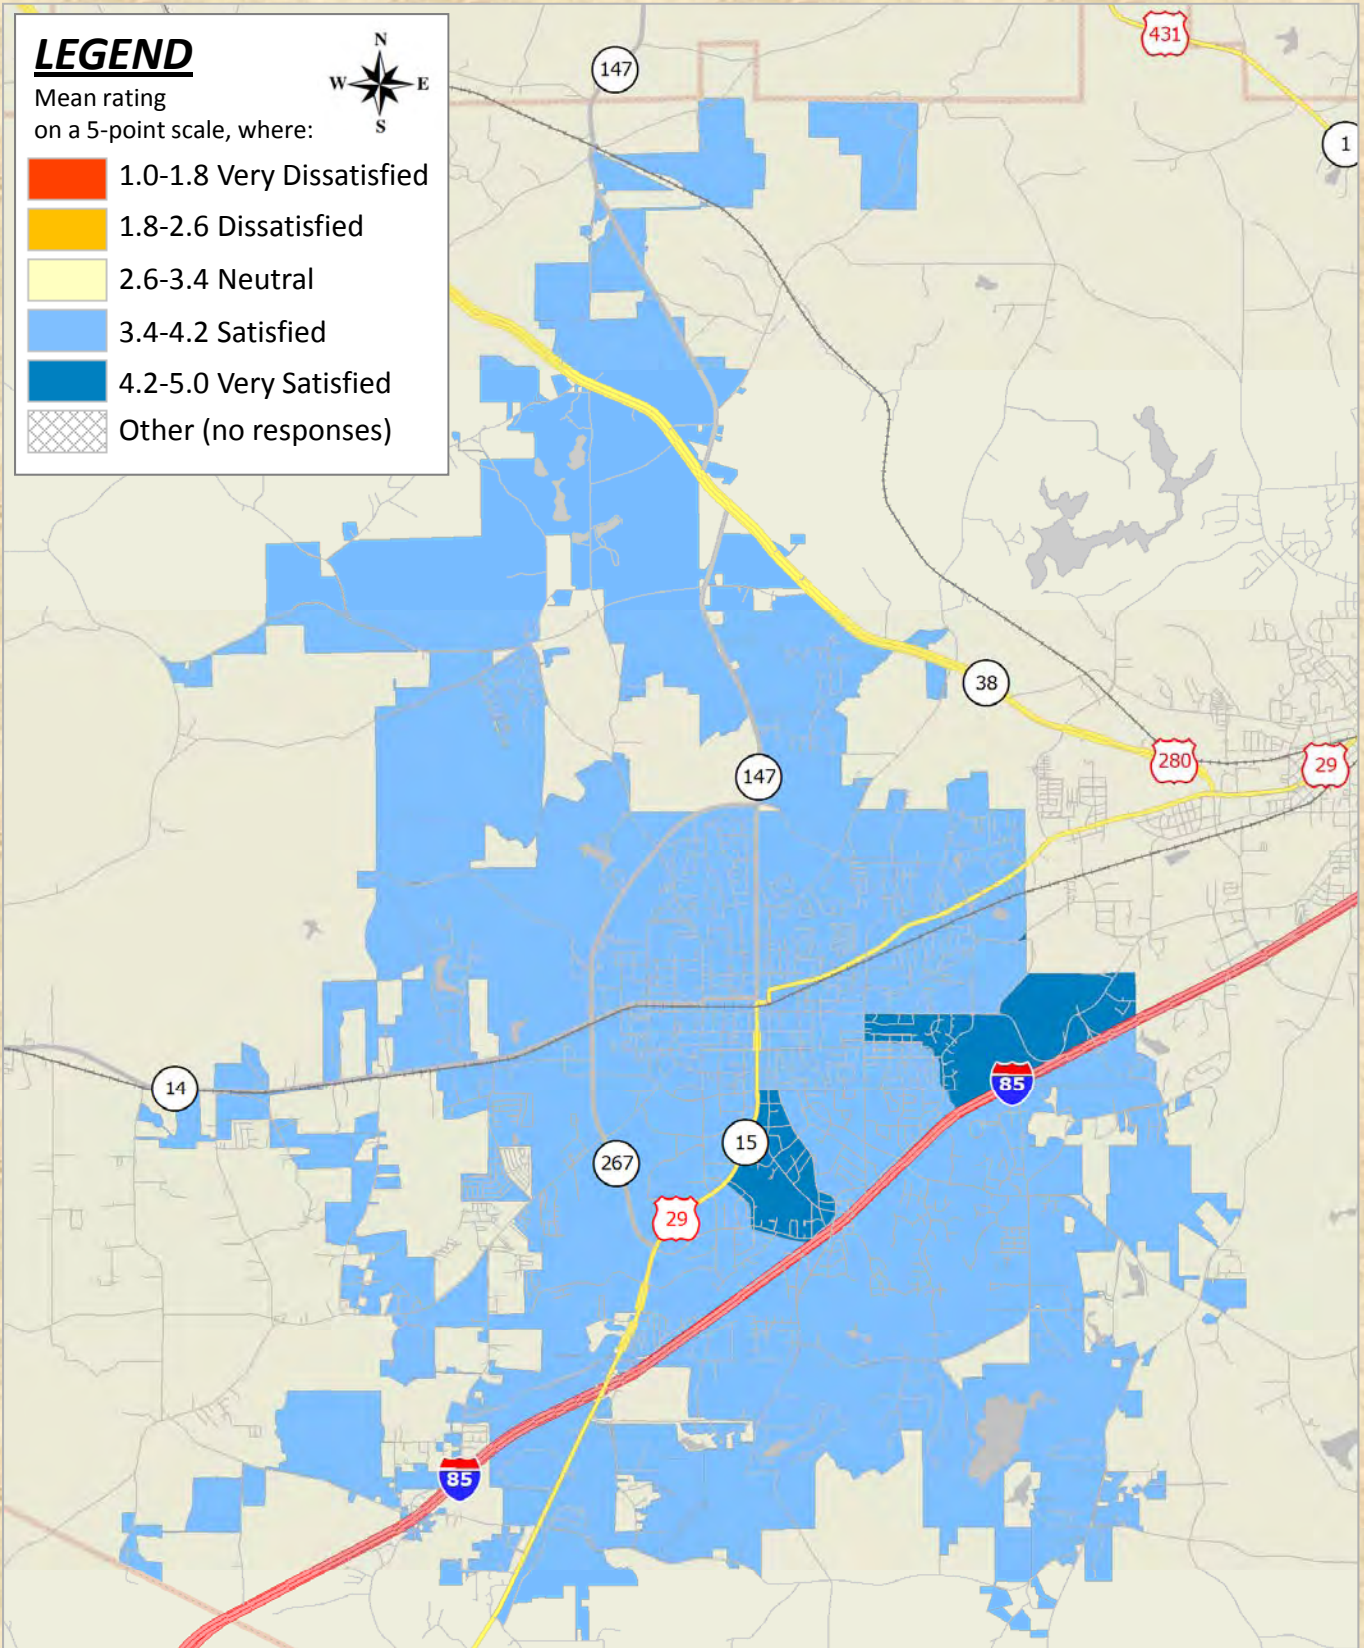 LEGEND
N
W E
S
Mean rating
on a 5-point scale, where:
1.0-1.8 Very Dissatisfied
1.8-2.6 Dissatisfied
2.6-3.4 Neutral
3.4-4.2 Satisfied
4.2-5.0 Very Satisfied
Other (no responses)
431
147
1
38
280
29
147
85
14
15
267
29
85